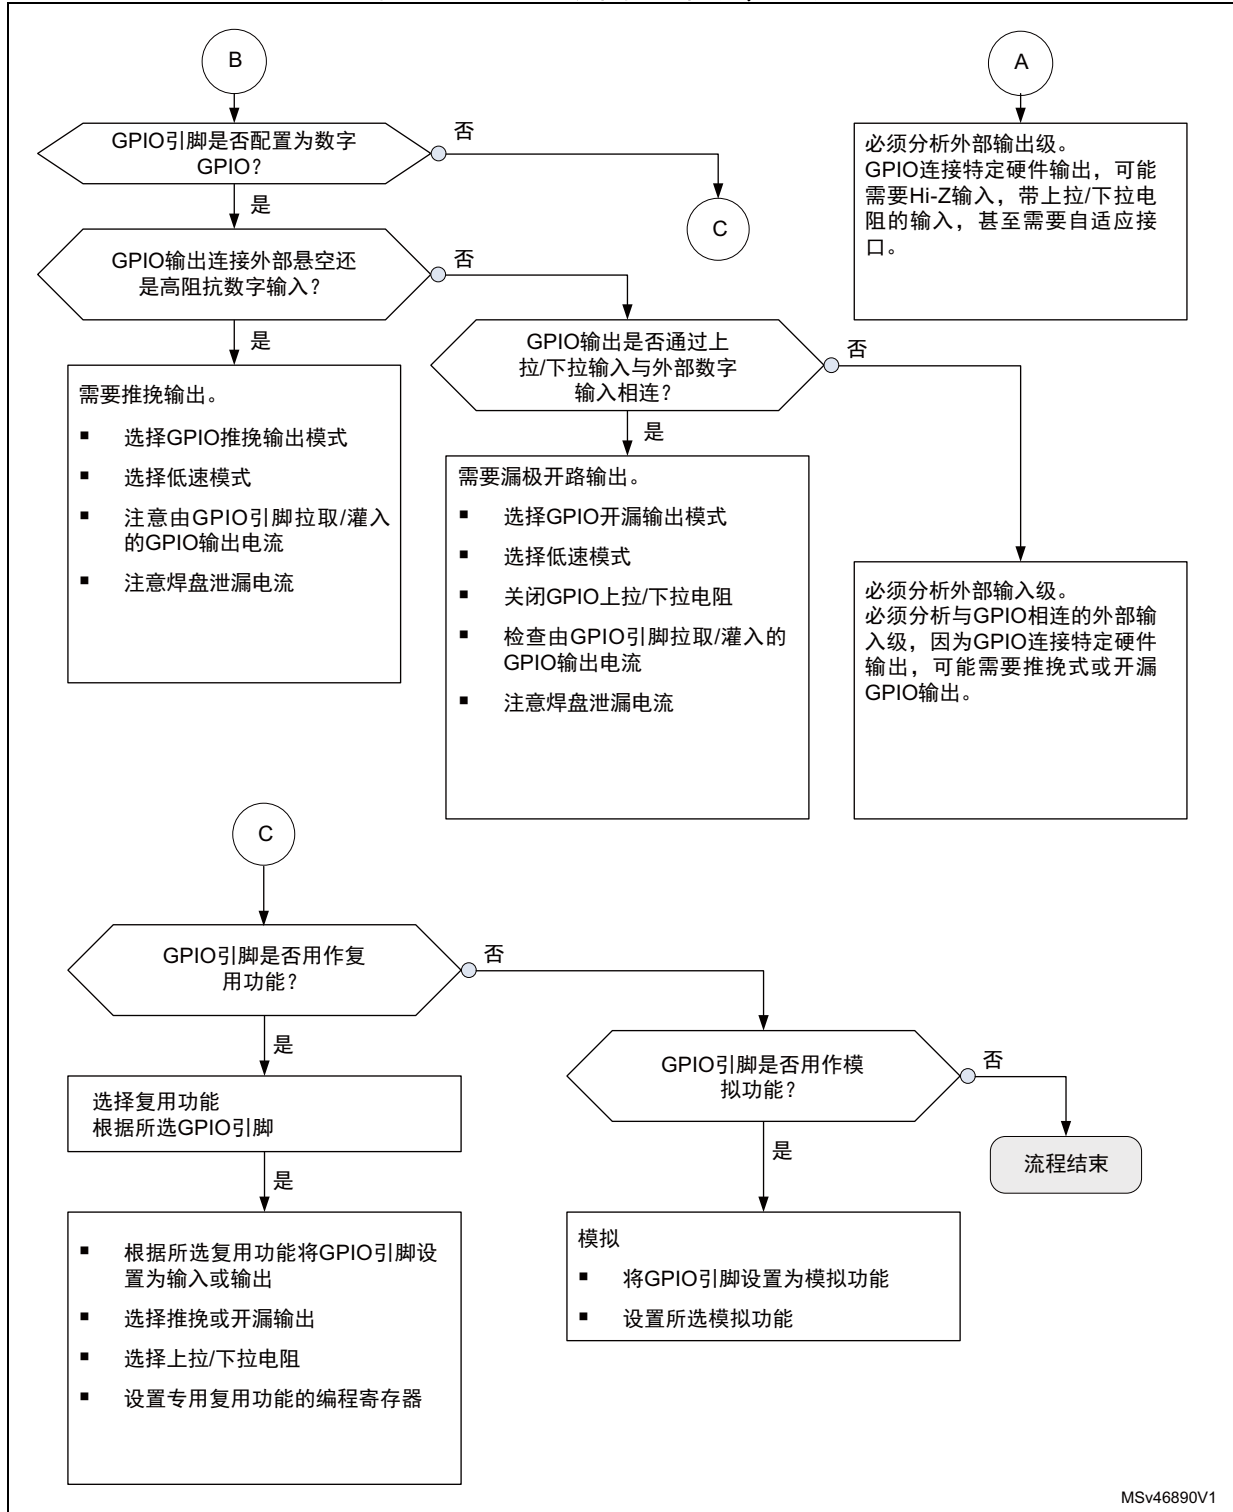 B
GPIO引脚是否配置为数字
GPIO?
否
是
C
GPIO输出连接外部悬空还
是高阻抗数字输入?
否
是
需要推挽输出。
■ 选择GPIO推挽输出模式
■ 选择低速模式
■ 注意由GPIO引脚拉取/灌入
的GPIO输出电流
■ 注意焊盘泄漏电流
GPIO输出是否通过上
拉/下拉输入与外部数字
输入相连?
否
是
需要漏极开路输出。
■ 选择GPIO开漏输出模式
■ 选择低速模式
■ 关闭GPIO上拉/下拉电阻
■ 检查由GPIO引脚拉取/灌入的
GPIO输出电流
■ 注意焊盘泄漏电流
A
必须分析外部输出级。
GPIO连接特定硬件输出，可能
需要Hi-Z输入，带上拉/下拉电
阻的输入，甚至需要自适应接
口。
必须分析外部输入级。
必须分析与GPIO相连的外部输
入级，因为GPIO连接特定硬件
输出，可能需要推挽式或开漏
GPIO输出。
C
GPIO引脚是否用作复
用功能?
否
是
选择复用功能
根据所选GPIO引脚
是
■ 根据所选复用功能将GPIO引脚设
置为输入或输出
■ 选择推挽或开漏输出
■ 选择上拉/下拉电阻
■ 设置专用复用功能的编程寄存器
GPIO引脚是否用作模
拟功能?
否
是
流程结束
模拟
■ 将GPIO引脚设置为模拟功能
■ 设置所选模拟功能
MSv46890V1